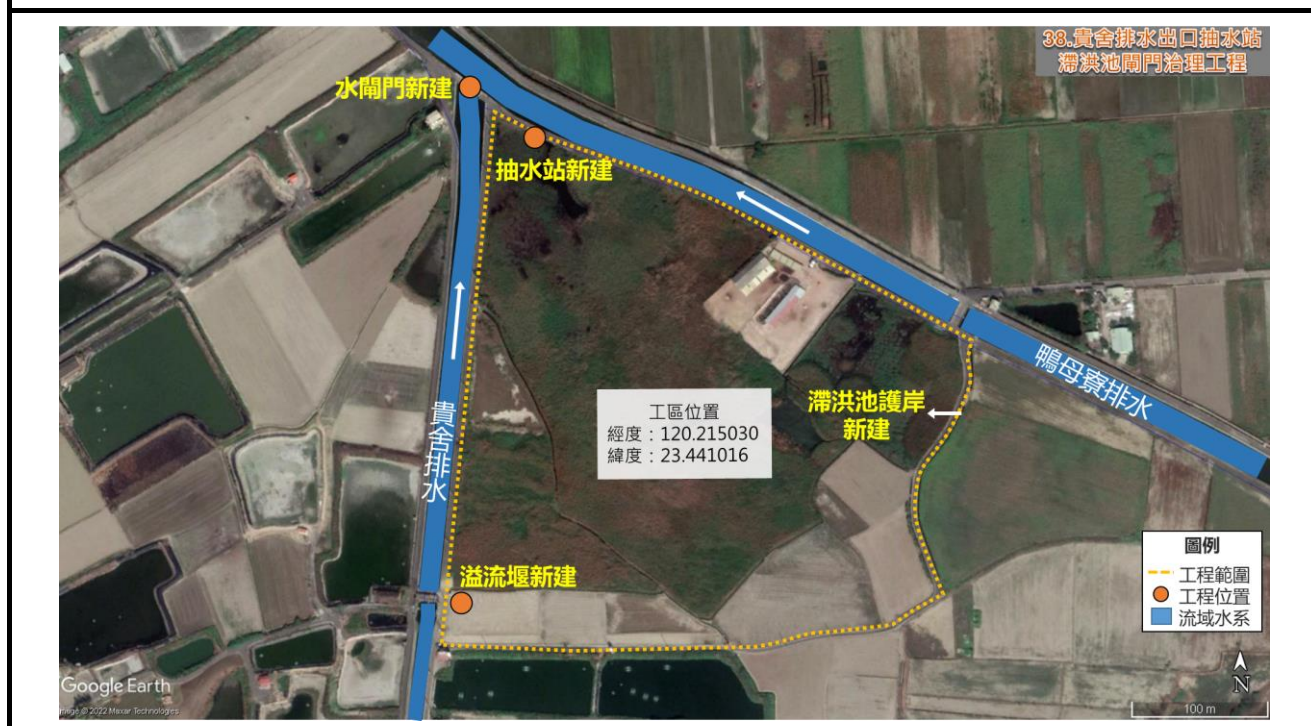 38.貴舍排水出口抽水站
滯洪池閘門治理工程
水閘門新建
抽水站新建
鴨母寮排水
工區位置
經度：120.215030
緯度：23.441016
滯洪池護岸
新建
貴舍排水
溢流堰新建
圖例
工程範圍
工程位置
流域水系
Google Earth
Image © 2022 Maxar Technologies
N
100 m